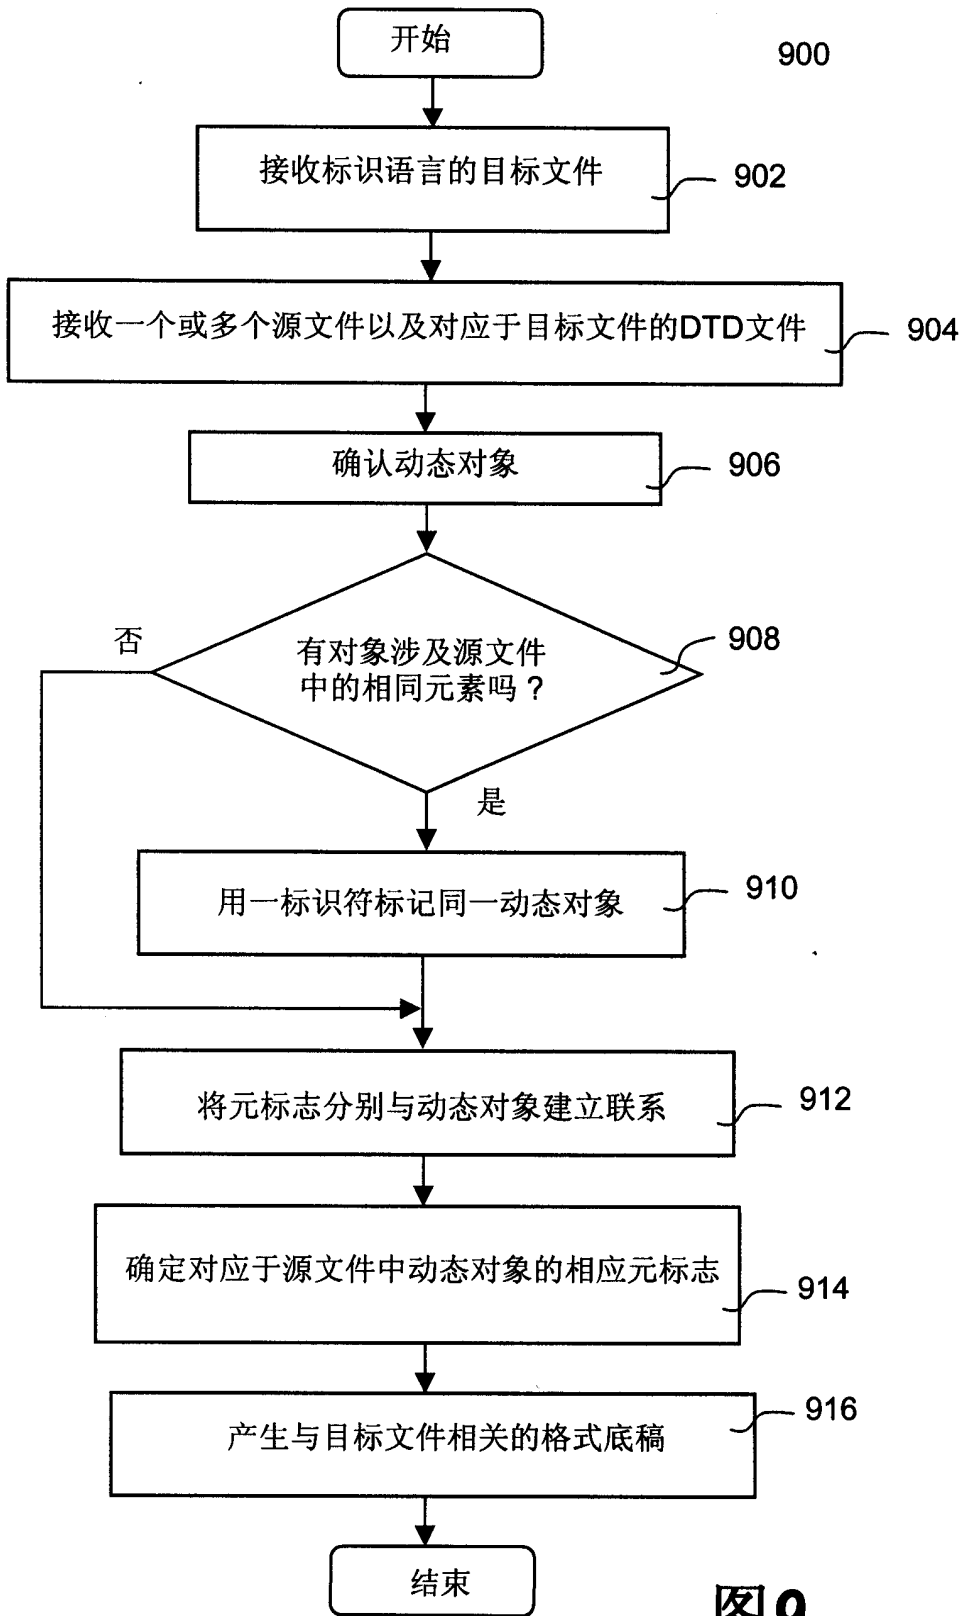 开始
900
接收标识语言的目标文件
902
接收一个或多个源文件以及对应于目标文件的DTD文件
904
确认动态对象
906
否
有对象涉及源文件
中的相同元素吗？
908
是
用一标识符标记同一动态对象
910
将元标志分别与动态对象建立联系
912
确定对应于源文件中动态对象的相应元标志
914
产生与目标文件相关的格式底稿
916
结束
图9